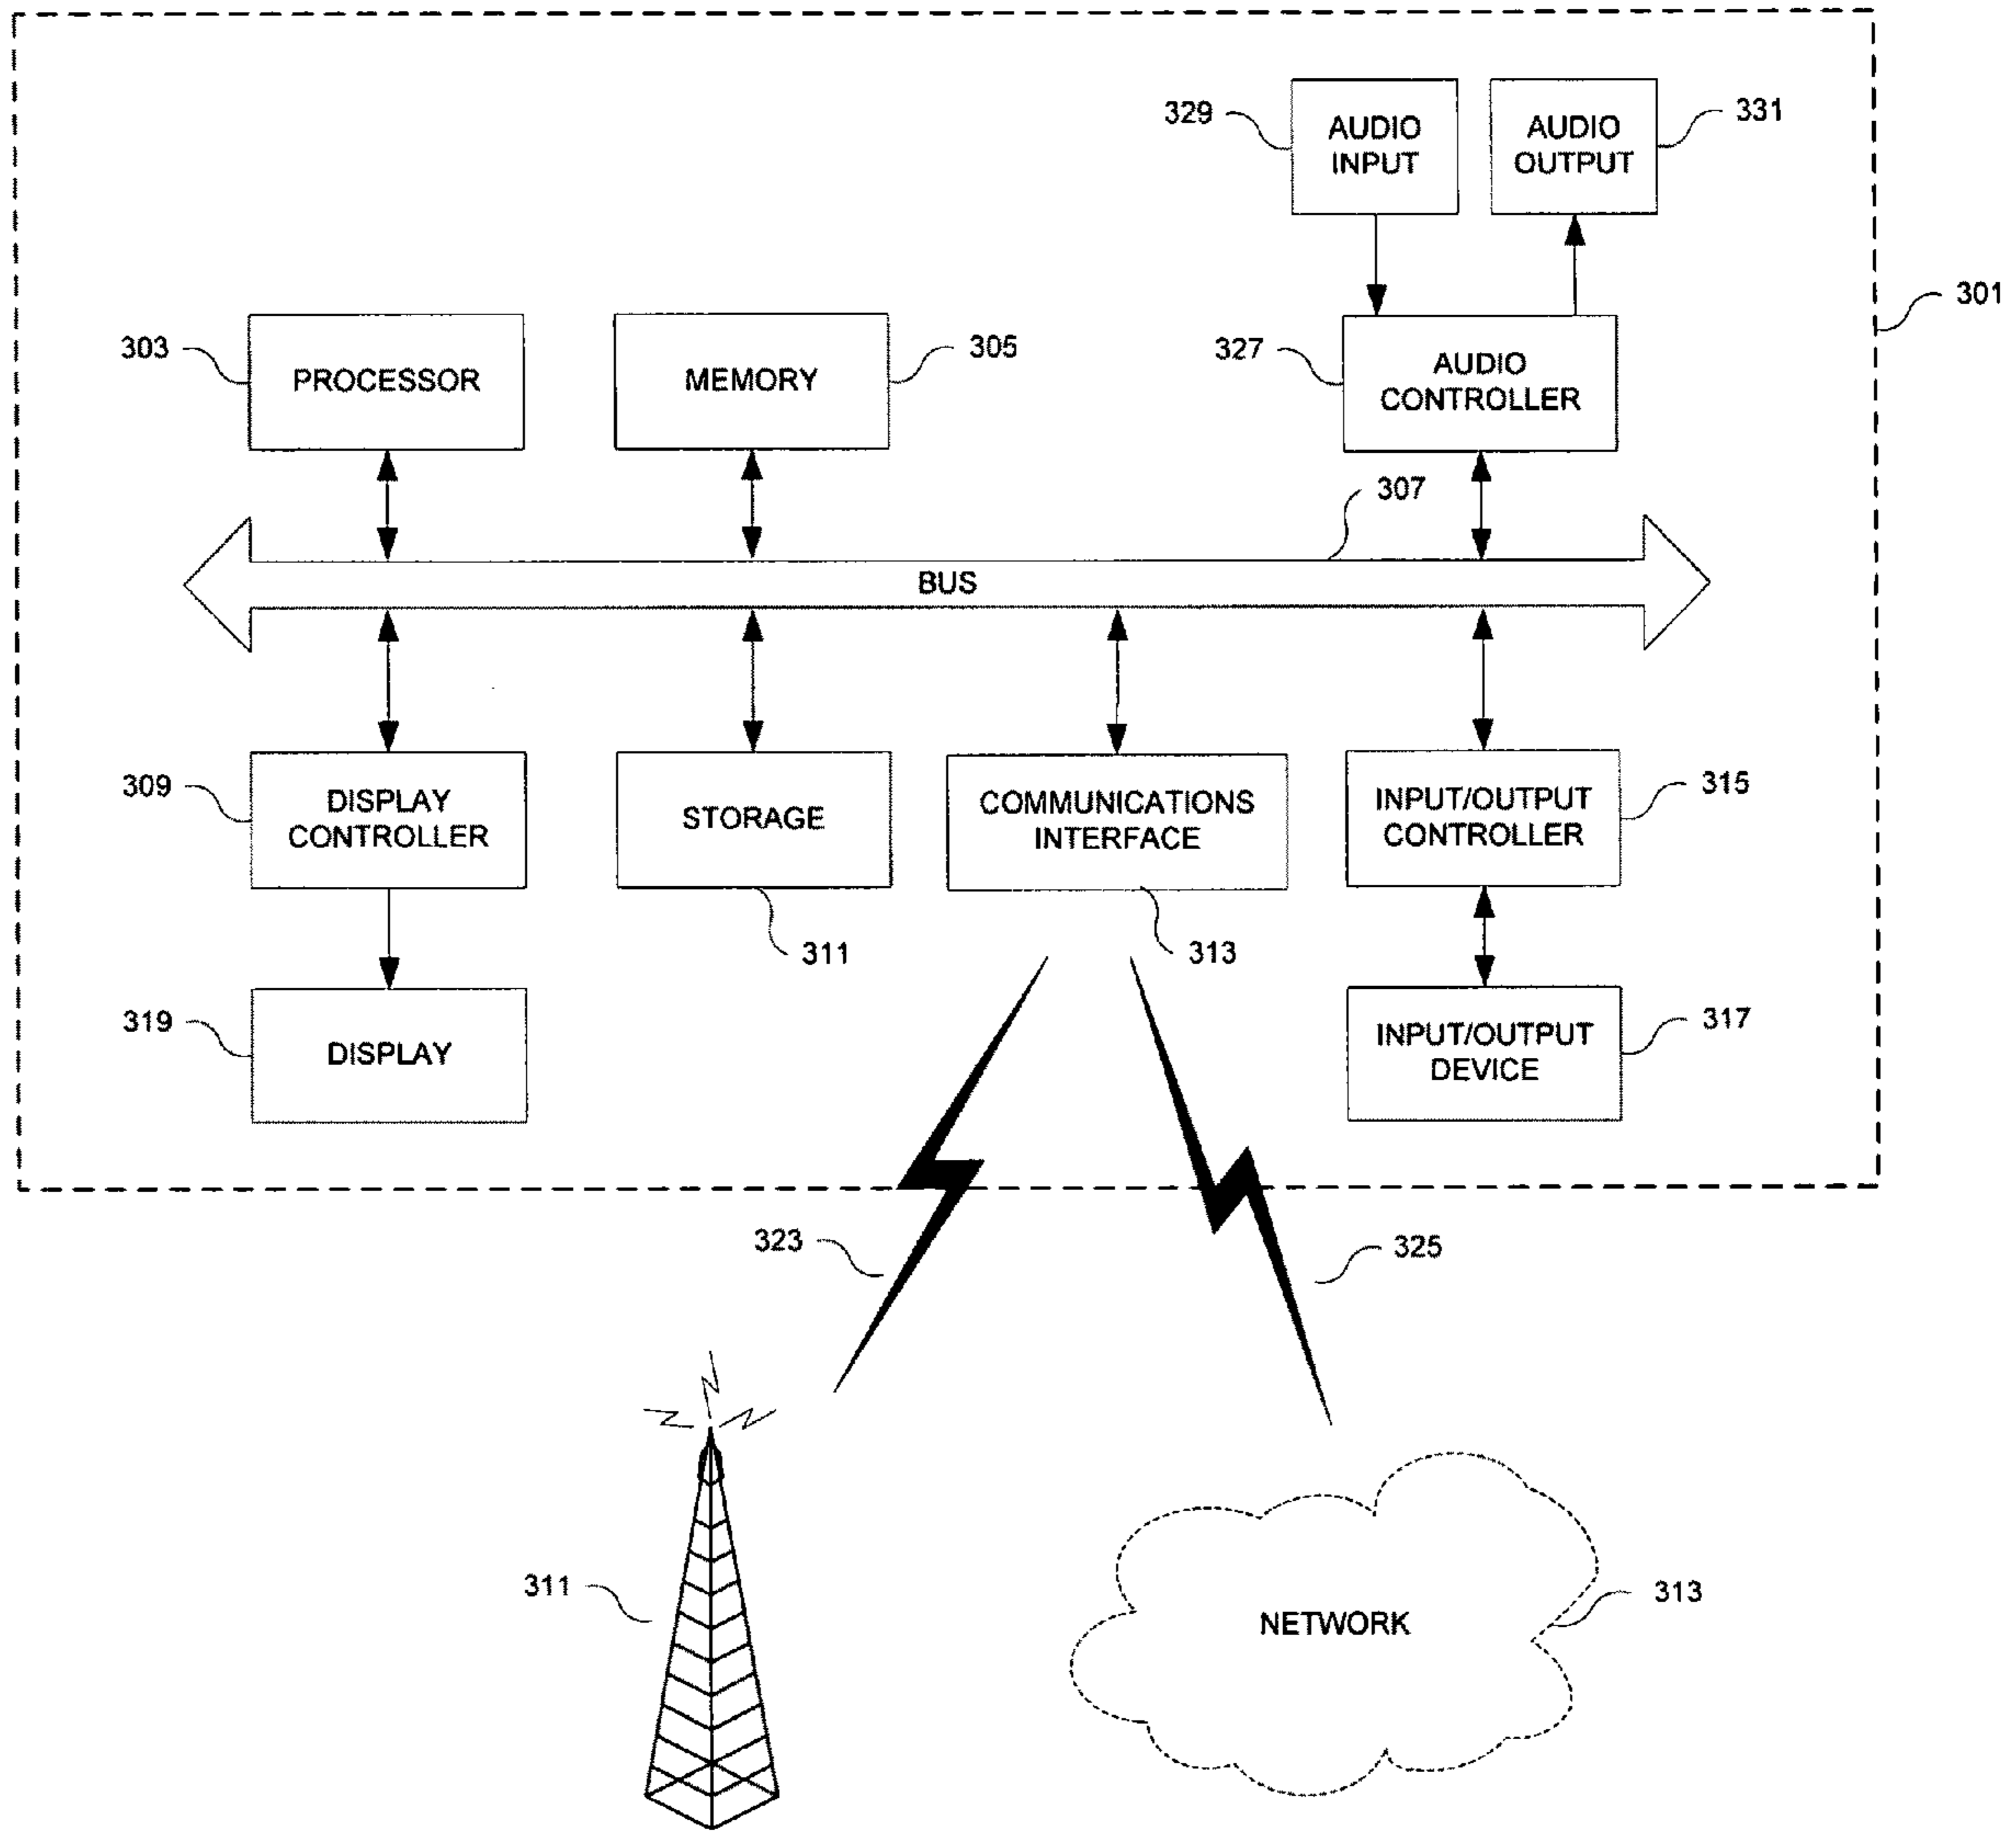 329
AUDIO
INPUT
AUDIO
OUTPUT
331
301
303
PROCESSOR
MEMORY
305
327
AUDIO
CONTROLLER
307
BUS
309
DISPLAY
CONTROLLER
STORAGE
311
COMMUNICATIONS
INTERFACE
313
INPUT/OUTPUT
CONTROLLER
315
319
DISPLAY
INPUT/OUTPUT
DEVICE
317
323
325
311
NETWORK
313